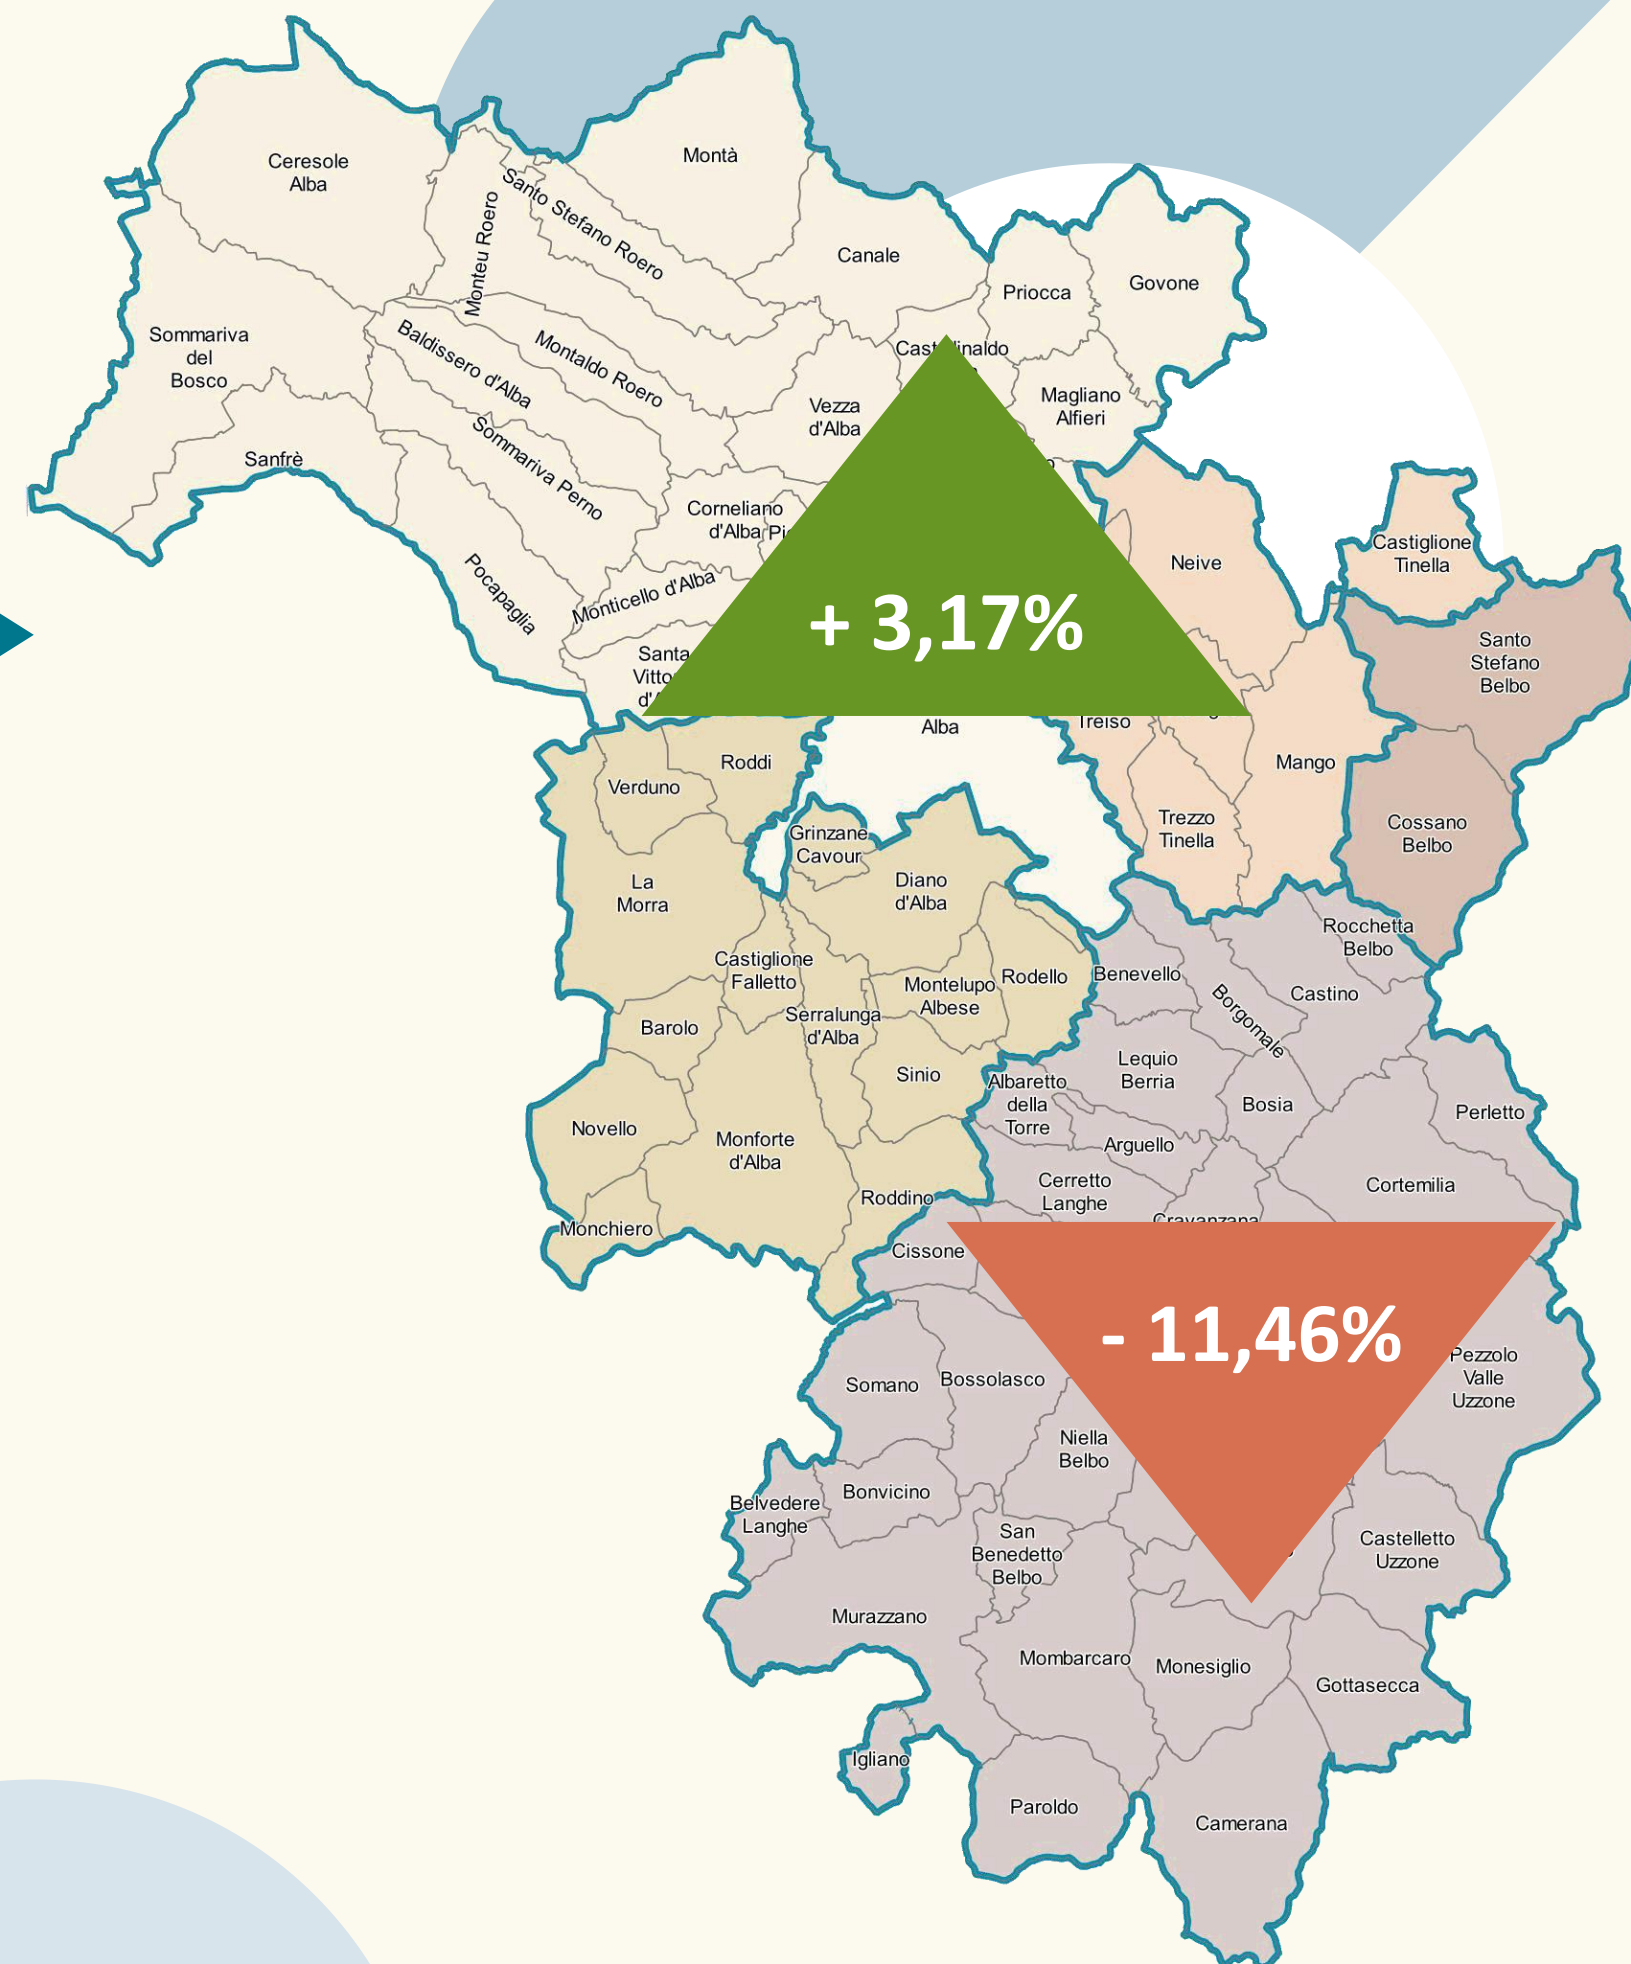 Ceresole
Alba
Montà
Santo Stefano Roero
Monteu Roero
Canale
Priocca
Govone
Sommariva
del
Bosco
Baldissero d'Alba
Montaldo Roero
Magliano
Alfieri
Vezza
d'Alba
Sanfrè
Sommariva Perno
Corneliano
d'Alba
Pocapaglia
Monticello d'Alba
Santa
Neive
Castiglione
Tinella
+ 3,17%
Santo
Stefano
Belbo
Treiso
Alba
Roddi
Verduno
Mango
Trezzo
Tinella
Cossano
Belbo
Grinzane
Cavour
La
Morra
Diano
d'Alba
Rocchetta
Belbo
Castiglione
Falletto
Montelupo
Albese
Rodello
Benevello
Borgomale
Castino
Serralunga
d'Alba
Barolo
Sinio
Lequio
Berria
Albaretto
della
Torre
Bosia
Perletto
Novello
Monforte
d'Alba
Arguello
Cerretto
Langhe
Cortemilia
Roddino
Cravanzana
Monchiero
Cissone
- 11,46%
Pezzolo
Valle
Uzzone
Somano
Bossolasco
Niella
Belbo
Bonvicino
Belvedere
Langhe
San
Benedetto
Belbo
Castelletto
Uzzone
Murazzano
Mombarcaro
Monesiglio
Gottasecca
Igliano
Paroldo
Camerana